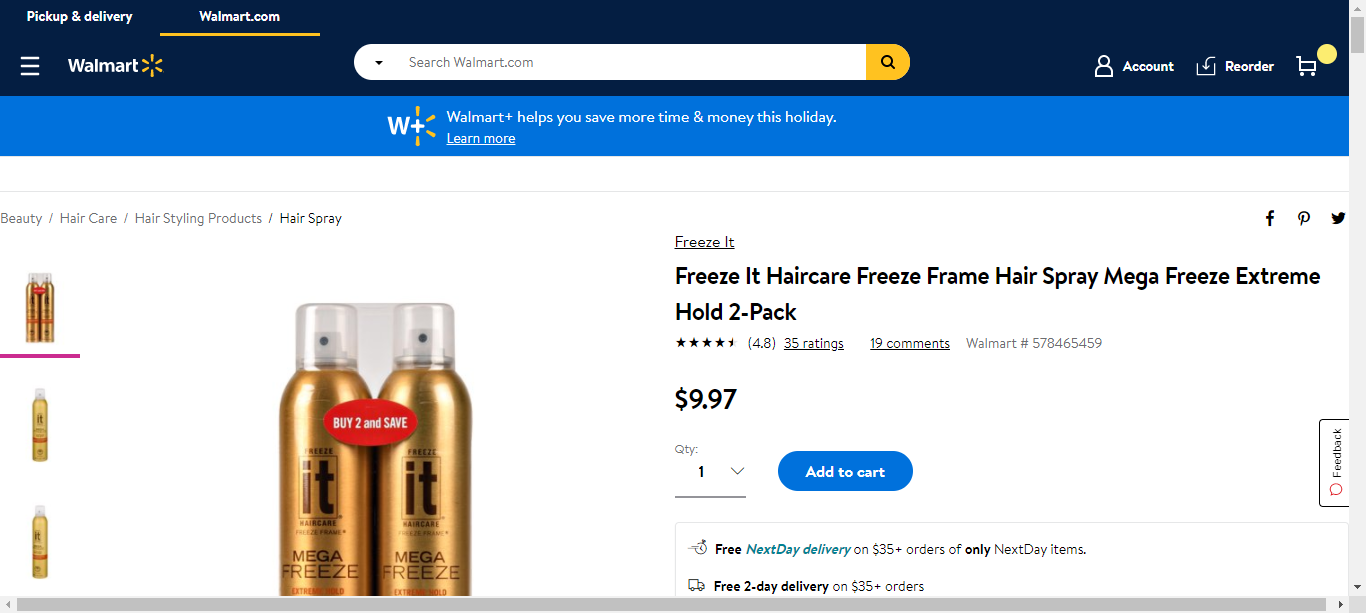 Pickup & delivery
Walmart.com
Walmart
Search Walmart.com
Account
Reorder
W+
Walmart+ helps you save more time & money this holiday.
Learn more
Beauty / Hair Care / Hair Styling Products / Hair Spray
Freeze It
Freeze It Haircare Freeze Frame Hair Spray Mega Freeze Extreme
Hold 2-Pack
(4.8) 35 ratings 19 comments Walmart # 578465459
$9.97
Qty:
1
Add to cart
Feedback
Free NextDay delivery on $35+ orders of only NextDay items.
Free 2-day delivery on $35+ orders
BUY 2 and SAVE
FREEZE
it
HAIRCARE
FREEZE FRAME
MEGA
FREEZE
EXTREME HOLD
FREEZE
it
HAIRCARE
FREEZE FRAME
MEGA
FREEZE
EXTREME HOLD
it
it